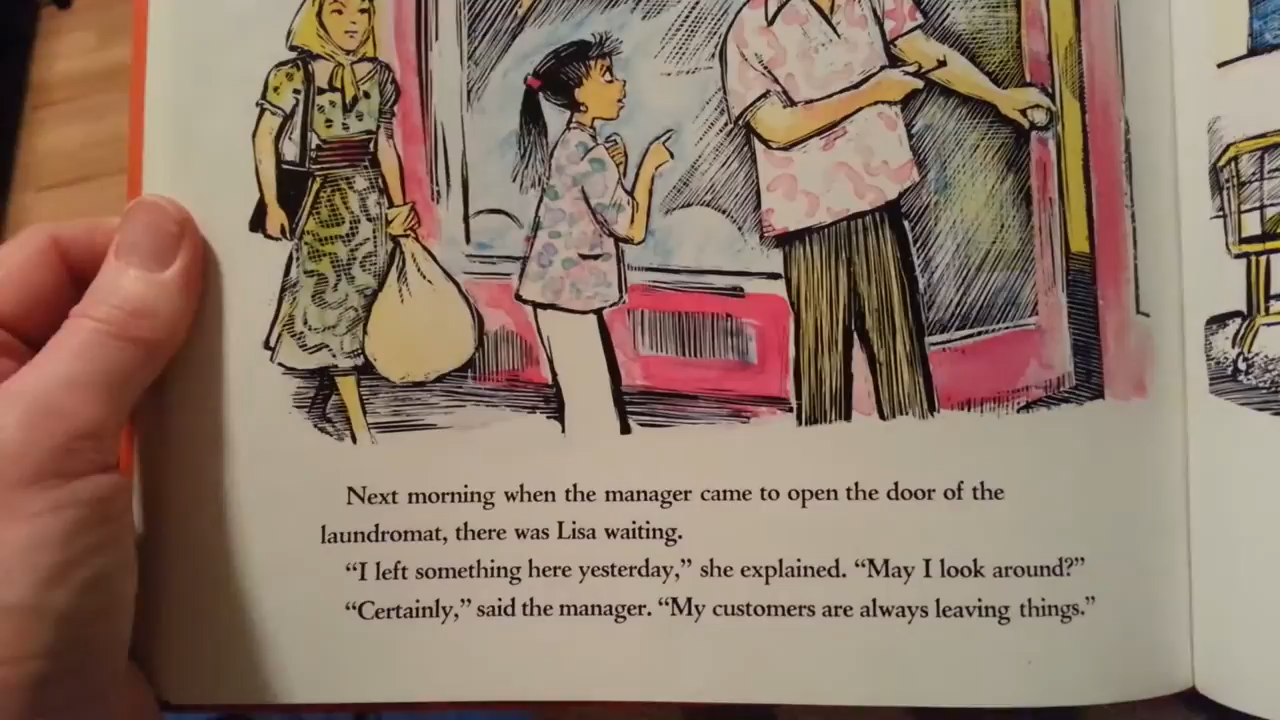 Next morning when the manager came to open the door of the
laundromat, there was Lisa waiting.
“I left something here yesterday,” she explained. “May I look around?”
“Certainly,” said the manager. “My customers are always leaving things.”